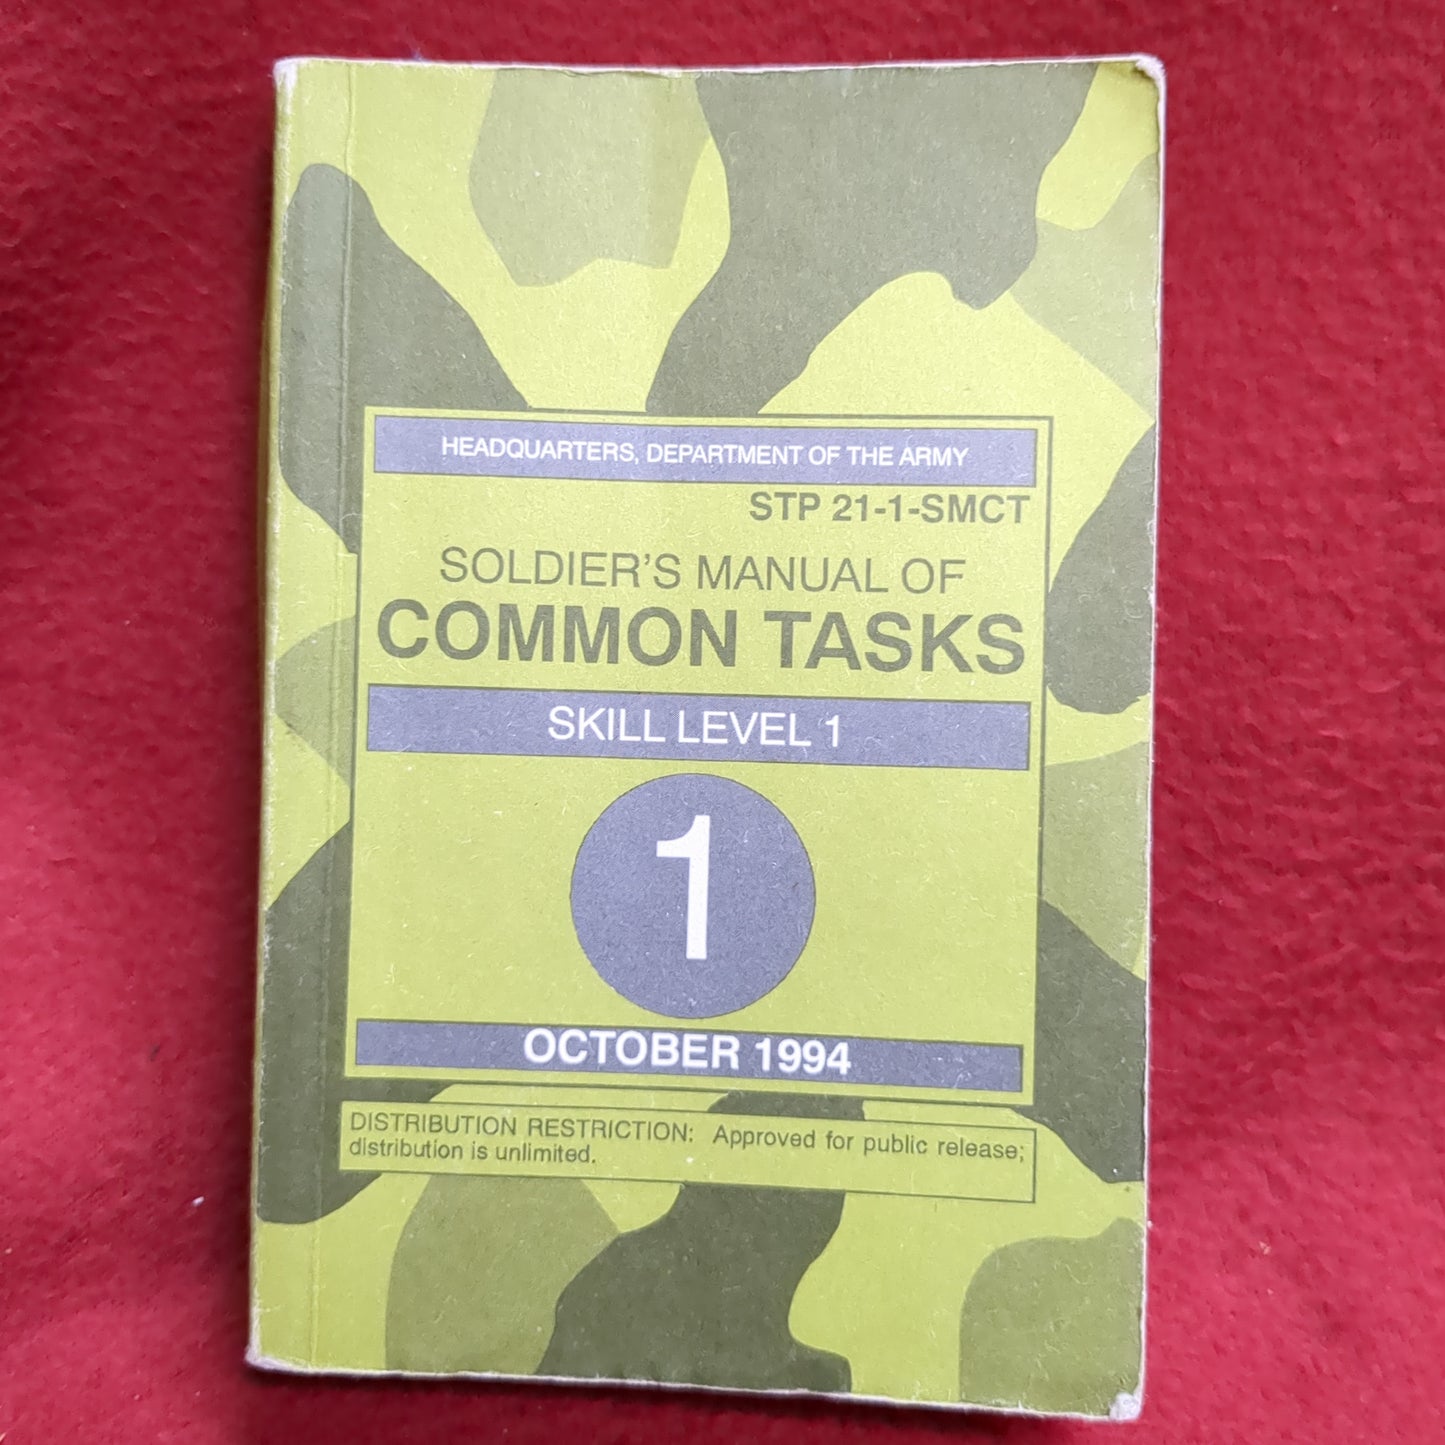 HEADQUARTERS, DEPARTMENT OF THE ARMY
STP 21-1-SMCT
SOLDIER'S MANUAL OF
COMMON TASKS
SKILL LEVEL 1
1
OCTOBER 1994
DISTRIBUTION RESTRICTION: Approved for public release;
distribution is unlimited.